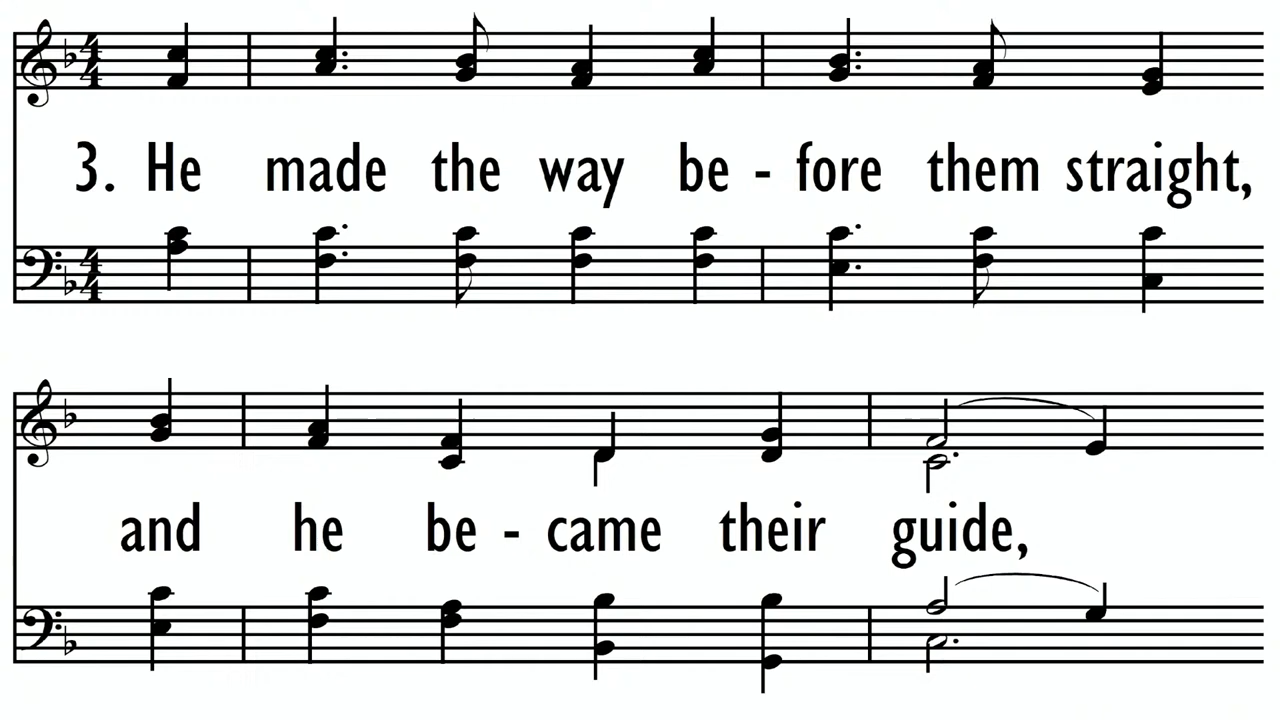 3. He made the way be - fore them straight,
and he be - came their guide,